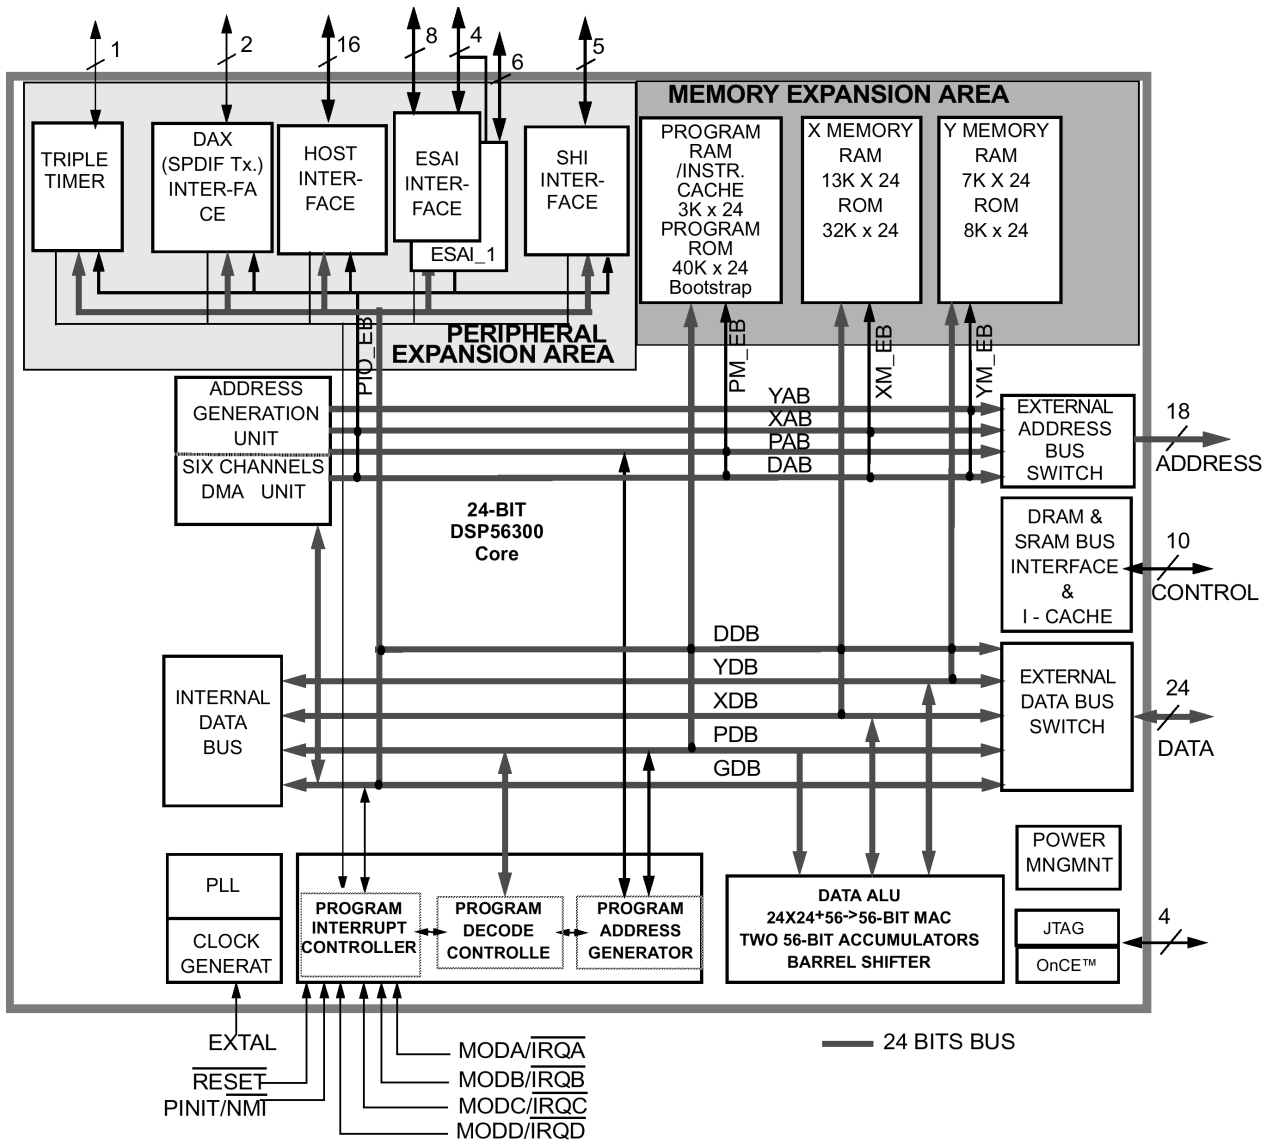 1
2
16
8
4
6
5
MEMORY EXPANSION AREA
TRIPLE
TIMER
DAX
(SPDIF Tx.)
INTER-FA
CE
HOST
INTER-
FACE
ESAI
INTER-
FACE
ESAI_1
SHI
INTER-
FACE
PROGRAM
RAM
/INSTR.
CACHE
3K x 24
PROGRAM
ROM
40K x 24
Bootstrap
X MEMORY
RAM
13K X 24
ROM
32K x 24
Y MEMORY
RAM
7K X 24
ROM
8K x 24
PERIPHERAL
EXPANSION AREA
PIO_EB
PM_EB
XM_EB
YM_EB
ADDRESS
GENERATION
UNIT
SIX CHANNELS
DMA UNIT
YAB
XAB
PAB
DAB
EXTERNAL
ADDRESS
BUS
SWITCH
18
ADDRESS
24-BIT
DSP56300
Core
DRAM &
SRAM BUS
INTERFACE
&
I - CACHE
10
CONTROL
INTERNAL
DATA
BUS
DDB
YDB
XDB
PDB
GDB
EXTERNAL
DATA BUS
SWITCH
24
DATA
PLL
CLOCK
GENERAT
PROGRAM
INTERRUPT
CONTROLLER
PROGRAM
DECODE
CONTROLLE
PROGRAM
ADDRESS
GENERATOR
DATA ALU
24X24+56->56-BIT MAC
TWO 56-BIT ACCUMULATORS
BARREL SHIFTER
POWER
MNGMNT
JTAG
OnCE™
4
EXTAL
RESET
PINIT/NMI
MODA/IRQA
MODB/IRQB
MODC/IRQC
MODD/IRQD
24 BITS BUS